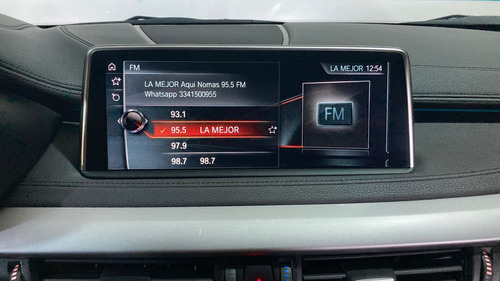 FM
LA MEJOR 12:54
LA MEJOR Aqui Nomas 95.5 FM
Whatsapp 3341500955
93.1
95.5 LA MEJOR
97.9
98.7 98.7
FM